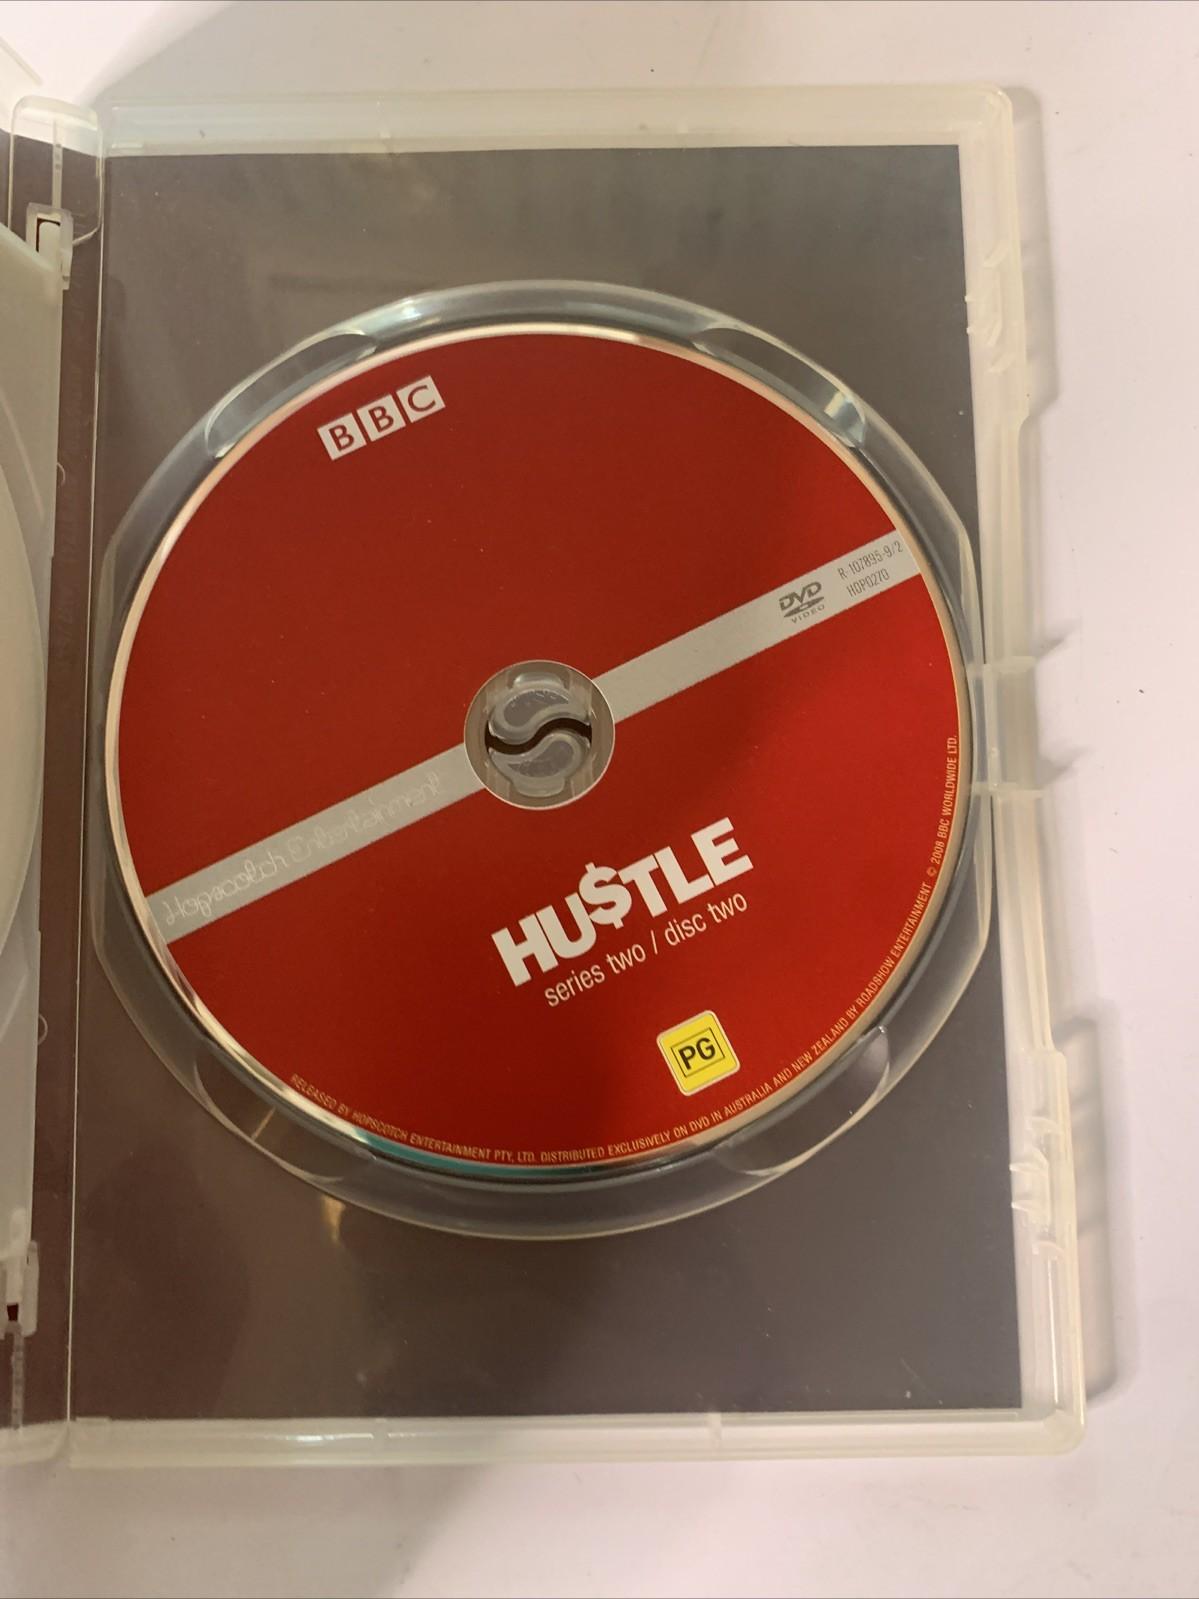 BBC
DVD
VIDEO
R-107895-9/2
HOP0270
Hopscotch Entertainment
HU$TLE
series two / disc two
PG
RELEASED BY HOPSCOTCH ENTERTAINMENT PTY, LTD. DISTRIBUTED EXCLUSIVELY ON DVD IN AUSTRALIA AND NEW ZEALAND BY ROADSHOW ENTERTAINMENT © 2008 BBC WORLDWIDE LTD.